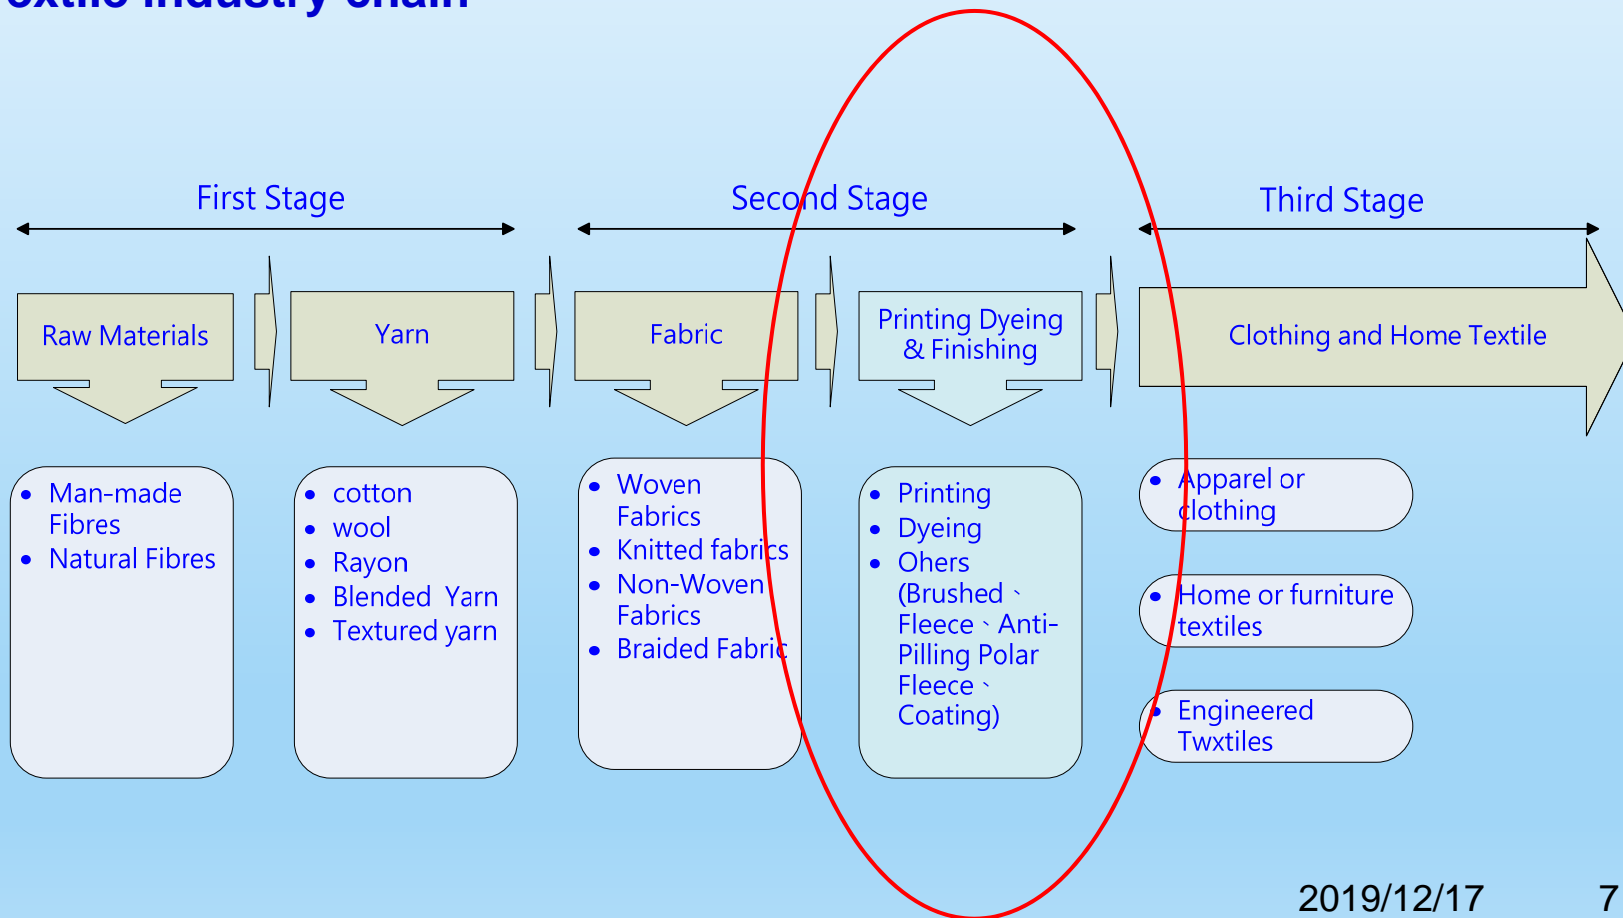 industry chain
First Stage
Second Stage
Third Stage
Raw Materials
Yarn
Fabric
Printing Dyeing
& Finishing
Clothing and Home Textile
• Man-made
Fibres
• Natural Fibres
• cotton
• wool
• Rayon
• Blended Yarn
• Textured yarn
• Woven
Fabrics
• Knitted fabrics
• Non-Woven
Fabrics
• Braided Fabric
• Printing
• Dyeing
• Ohers
(Brushed、
Fleece、Anti-
Pilling Polar
Fleece、
Coating)
• Apparel or
clothing
• Home or furniture
textiles
• Engineered
Twxtiles
2019/12/17
7